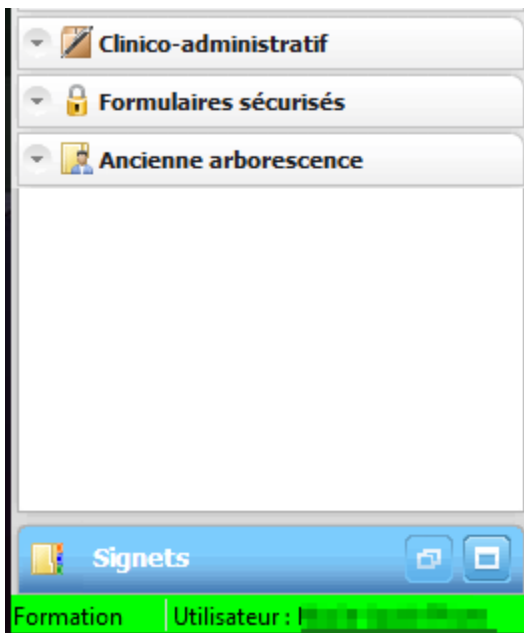 Clinico-administratif
Formulaires sécurisés
Ancienne arborescence
Signets
Formation Utilisateur :